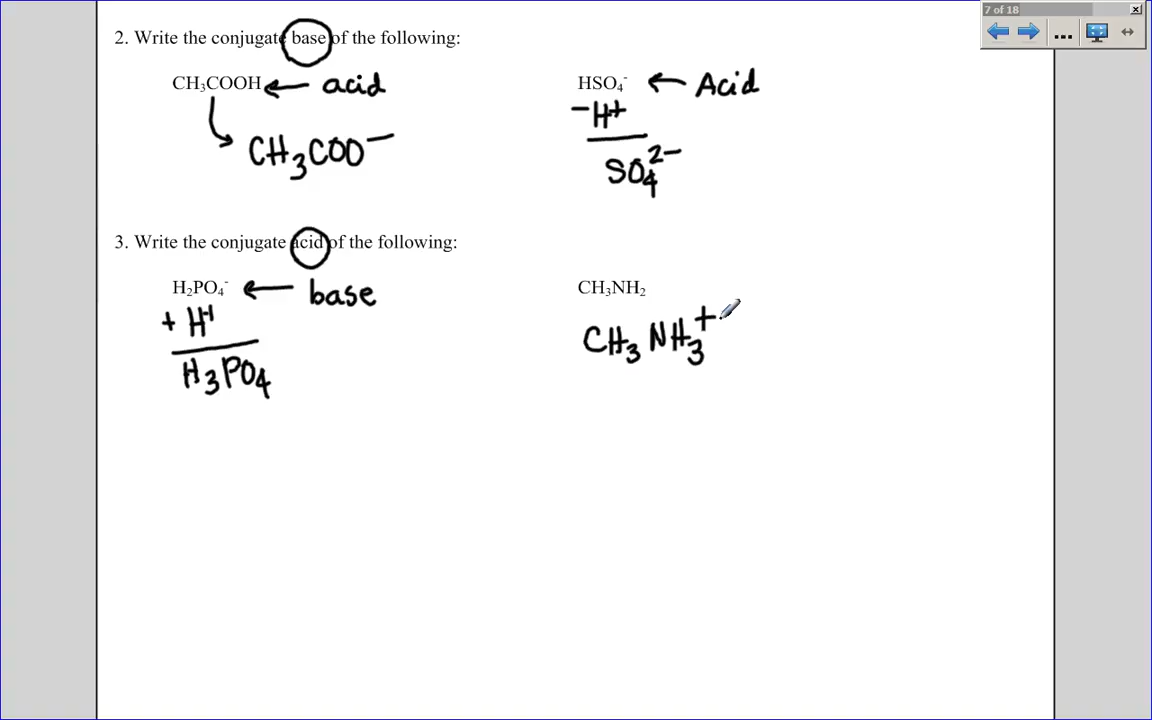 7 of 18
2. Write the conjugate base of the following:
CH₃COOH ← acid
HSO₄⁻ ← Acid
CH₃COO⁻
−H+
SO₄²⁻
3. Write the conjugate acid of the following:
H₂PO₄⁻ ← base
CH₃NH₂
+ H⁺
H₃PO₄
CH₃NH₃⁺